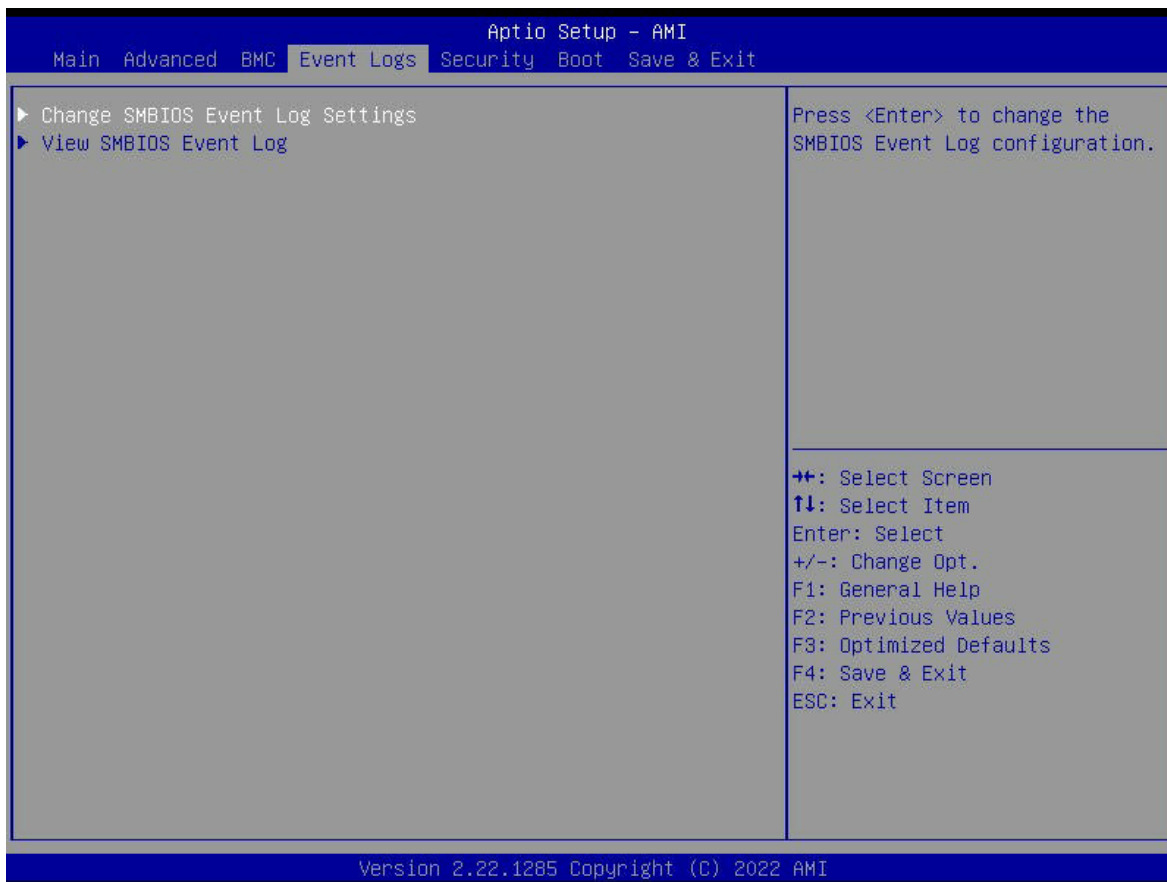 Aptio Setup – AMI
Main Advanced BMC Event Logs Security Boot Save & Exit
▶ Change SMBIOS Event Log Settings
▶ View SMBIOS Event Log
Press <Enter> to change the
SMBIOS Event Log configuration.
→←: Select Screen
↑↓: Select Item
Enter: Select
+/-: Change Opt.
F1: General Help
F2: Previous Values
F3: Optimized Defaults
F4: Save & Exit
ESC: Exit
Version 2.22.1285 Copyright (C) 2022 AMI